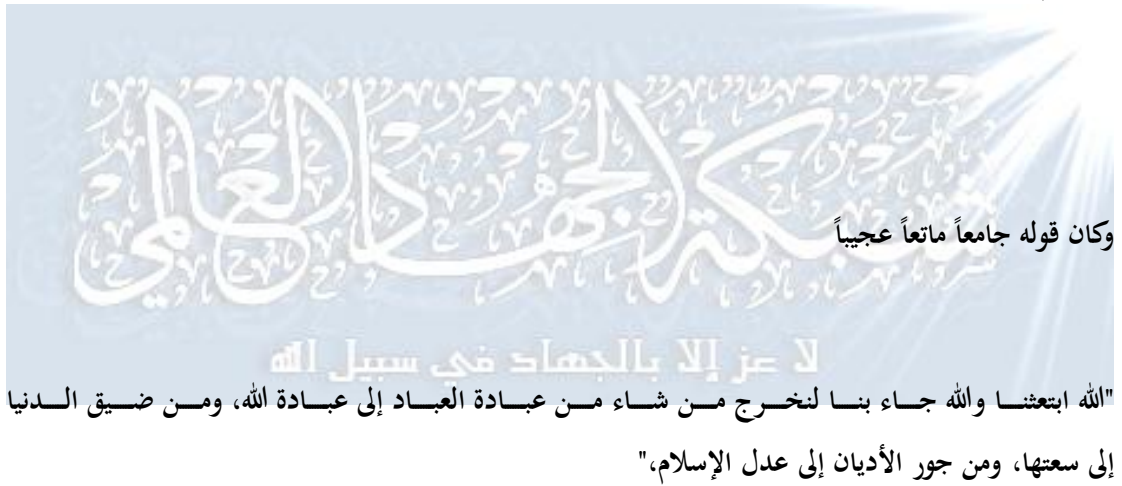 شبكة الجهاد العالمي
وكان قوله جامعاً ماتعاً عجيباً
لا عز إلا بالجهاد في سبيل الله
"الله ابتعثنا والله جاء بنا لنخرج من شاء من عبادة العباد إلى عبادة الله، ومن ضيق الدنيا
إلى سعتها، ومن جور الأديان إلى عدل الإسلام،"